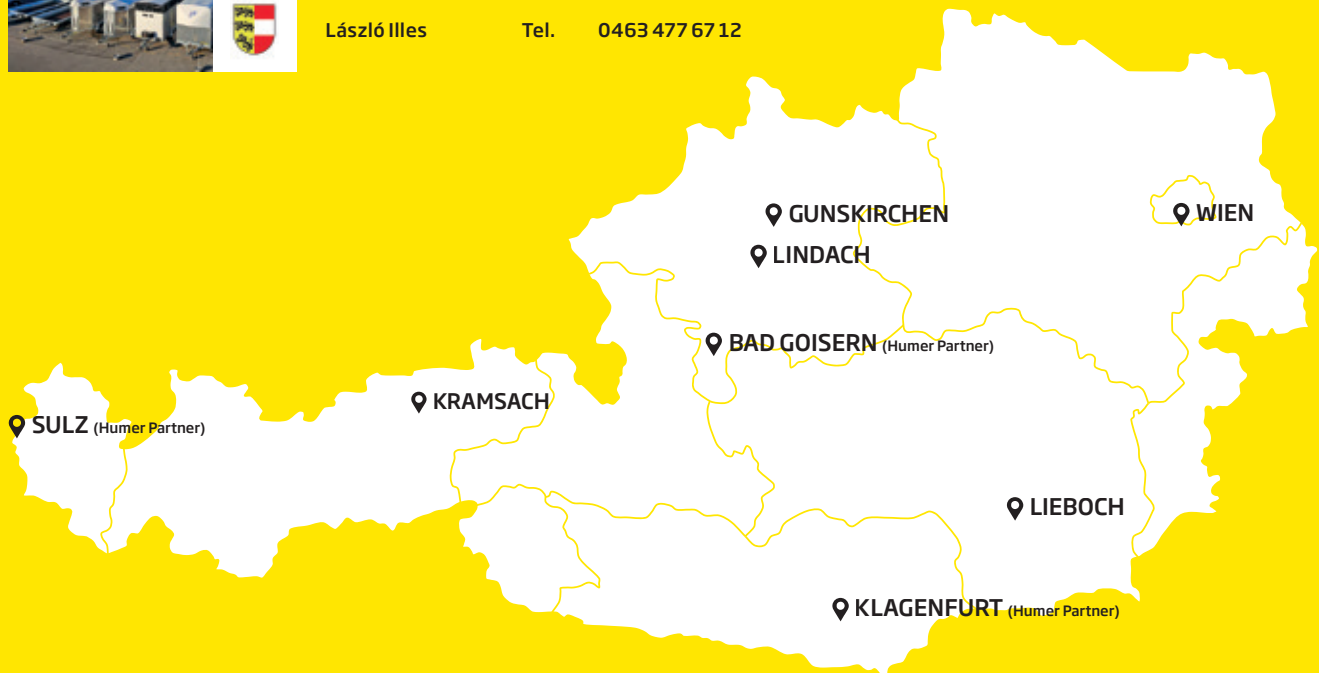 László Illes Tel. 0463 477 67 12
GUNSKIRCHEN
WIEN
LINDACH
BAD GOISERN (Humer Partner)
KRAMSACH
SULZ (Humer Partner)
LIEBOCH
KLAGENFURT (Humer Partner)